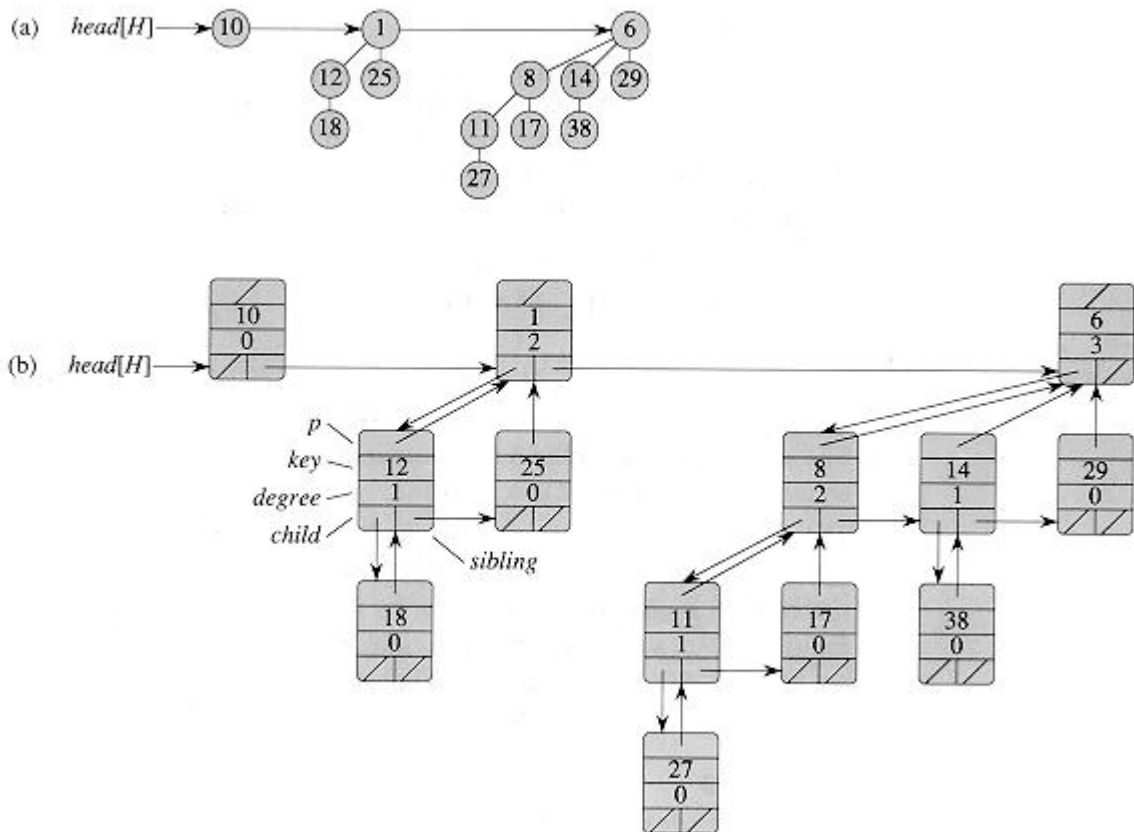 (a) head[H] 10 1 6
12 25 8 14 29
18 11 17 38
27
10 1 6
0 2 3
(b) head[H]
p
key 12 25 8 14 29
degree 1 0 2 1 0
child
sibling
18 11 17 38
0 1 0 0
27
0